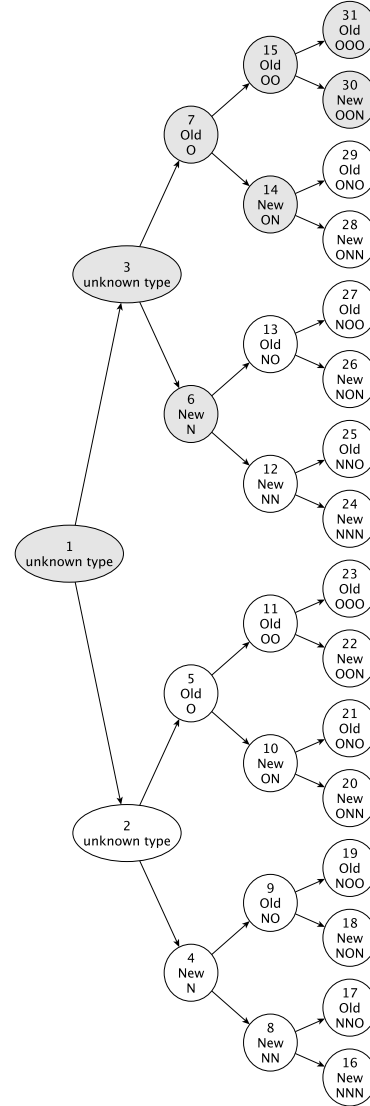 31
Old
OOO
15
Old
OO
30
New
OON
7
Old
O
29
Old
ONO
14
New
ON
28
New
ONN
3
unknown type
27
Old
NOO
13
Old
NO
26
New
NON
6
New
N
25
Old
NNO
12
New
NN
24
New
NNN
1
unknown type
23
Old
OOO
11
Old
OO
22
New
OON
5
Old
O
21
Old
ONO
10
New
ON
20
New
ONN
2
unknown type
19
Old
NOO
9
Old
NO
18
New
NON
4
New
N
17
Old
NNO
8
New
NN
16
New
NNN